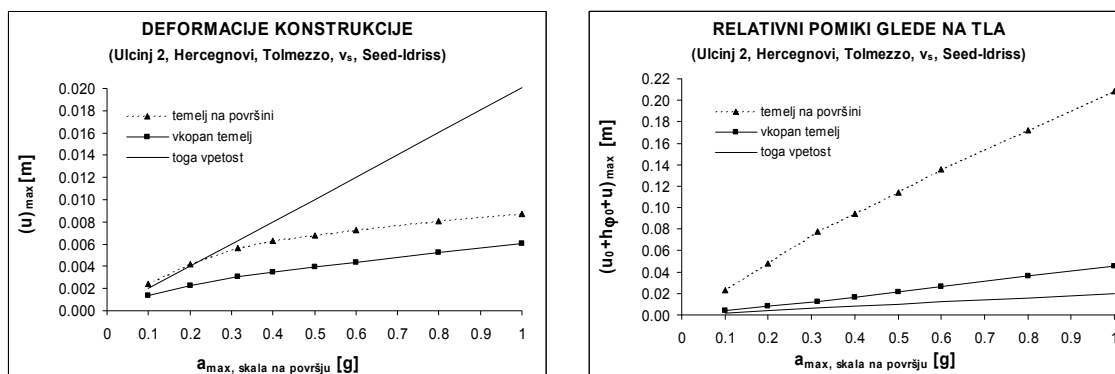 DEFORMACIJE KONSTRUKCIJE
(Ulcinj 2, Hercegnovi, Tolmezzo, vs, Seed-Idriss)
0.020
0.018
0.016
0.014
0.012
0.010
0.008
0.006
0.004
0.002
0.000
(u)max [m]
temelj na površini
vkopan temelj
toga vpetost
0 0.1 0.2 0.3 0.4 0.5 0.6 0.7 0.8 0.9 1
amax, skala na površju [g]
RELATIVNI POMIKI GLEDE NA TLA
(Ulcinj 2, Hercegnovi, Tolmezzo, vs, Seed-Idriss)
0.22
0.20
0.18
0.16
0.14
0.12
0.10
0.08
0.06
0.04
0.02
0.00
(u0+hφ0+u)max [m]
temelj na površini
vkopan temelj
toga vpetost
0 0.1 0.2 0.3 0.4 0.5 0.6 0.7 0.8 0.9 1
amax, skala na površju [g]